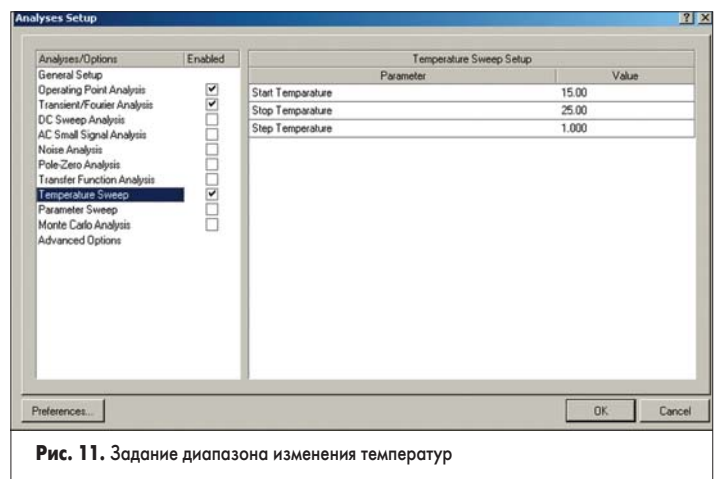 Analyses Setup
Analyses/Options Enabled
General Setup
Operating Point Analysis
Transient/Fourier Analysis
DC Sweep Analysis
AC Small Signal Analysis
Noise Analysis
Pole-Zero Analysis
Transfer Function Analysis
Temperature Sweep
Parameter Sweep
Monte Carlo Analysis
Advanced Options
Temperature Sweep Setup
Parameter Value
Start Temparature 15.00
Stop Temparature 25.00
Step Temperature 1.000
Preferences... OK Cancel
Рис. 11. Задание диапазона изменения температур